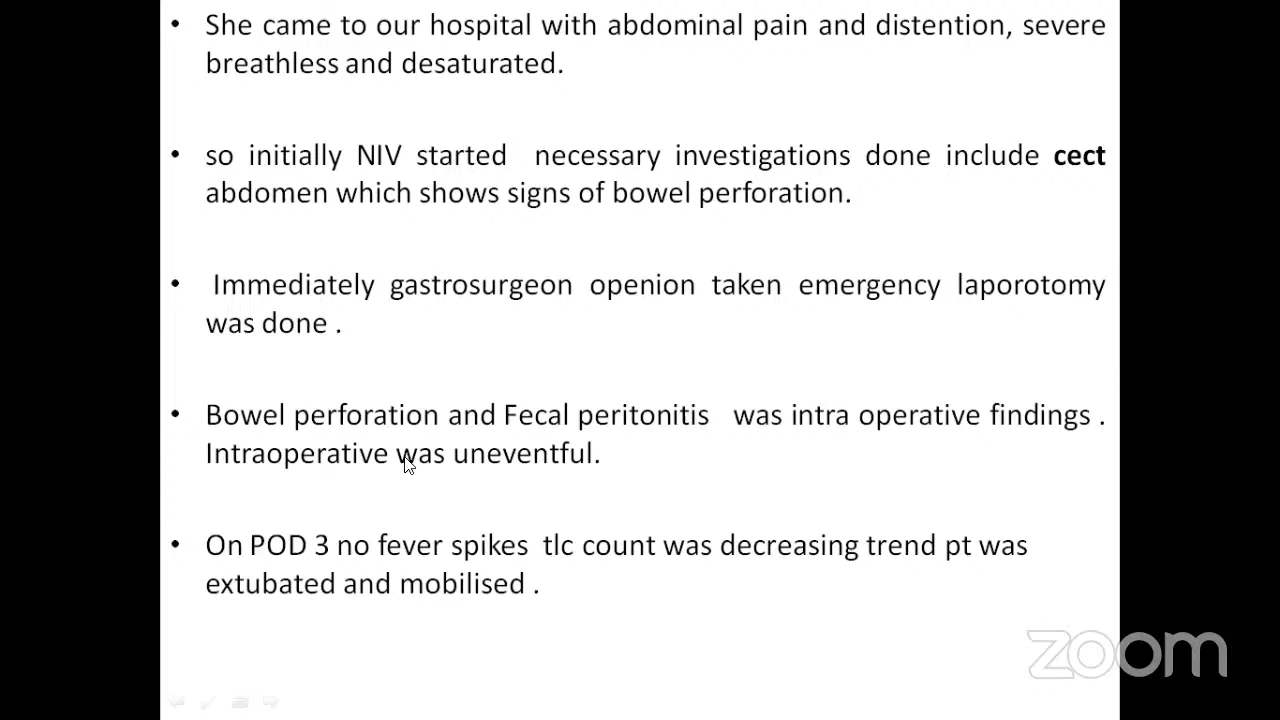 • She came to our hospital with abdominal pain and distention, severe
breathless and desaturated.
• so initially NIV started necessary investigations done include cect
abdomen which shows signs of bowel perforation.
• Immediately gastrosurgeon openion taken emergency laporotomy
was done .
• Bowel perforation and Fecal peritonitis was intra operative findings .
Intraoperative was uneventful.
• On POD 3 no fever spikes tlc count was decreasing trend pt was
extubated and mobilised .
zoom